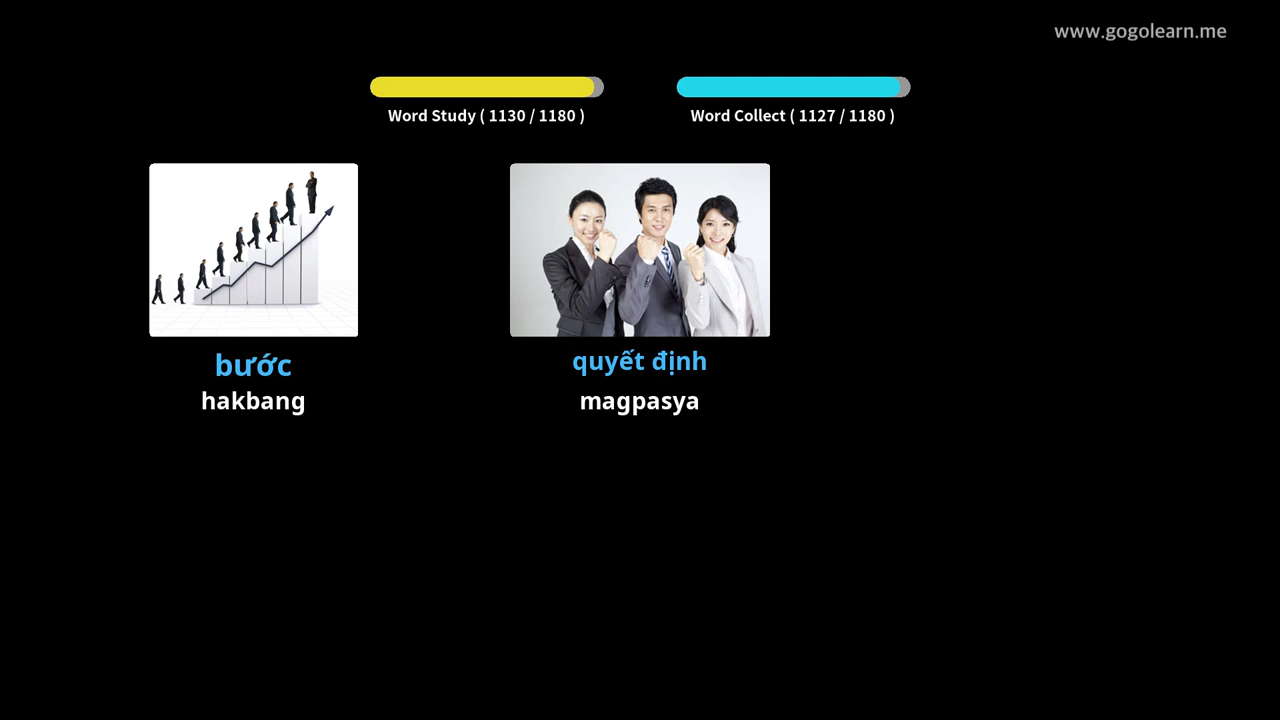 www.gogolearn.me
Word Study ( 1130 / 1180 )
Word Collect ( 1127 / 1180 )
bước
hakbang
quyết định
magpasya